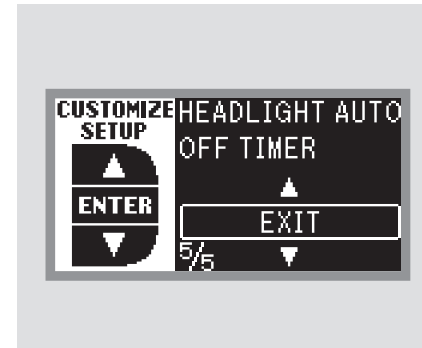 CUSTOMIZE
SETUP
ENTER
HEADLIGHT AUTO
OFF TIMER
EXIT
5/5